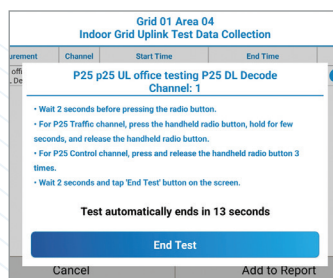 Grid 01 Area 04
Indoor Grid Uplink Test Data Collection
urement Channel Start Time End Time
offi
De
P25 p25 UL office testing P25 DL Decode
Channel: 1
• Wait 2 seconds before pressing the radio button.
• For P25 Traffic channel, press the handheld radio button, hold for few
seconds, and release the handheld radio button.
• For P25 Control channel, press and release the handheld radio button 3
times.
• Wait 2 seconds and tap 'End Test' button on the screen.
Test automatically ends in 13 seconds
End Test
Cancel Add to Report